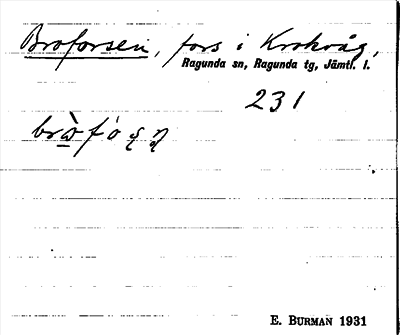 Broforsen, fors i Krokvåg,
Ragunda sn, Ragunda tg, Jämtl. l.
231
E. BURMAN 1931